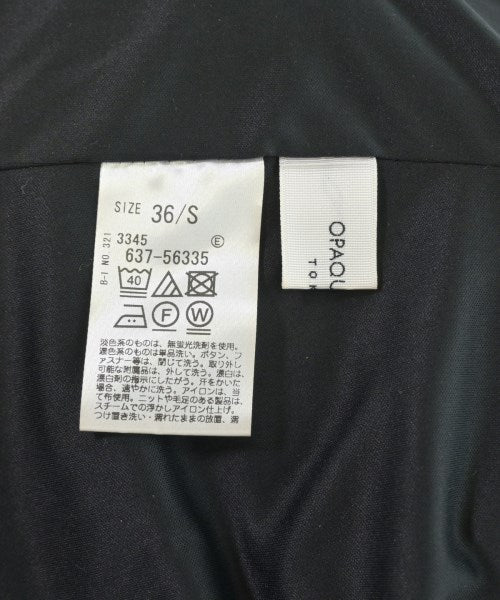 SIZE 36/S
B-I NO 321
3345
Ⓔ
637-56335
40
F W
淡色系のものは、無蛍光洗剤を使用。
濃色系のものは単品洗い。ボタン、フ
ァスナー等は、閉じて洗う。取り外し
可能な附属品は、外して洗う。漂白は、
漂白剤の指示にしたがう。汗をかいた
場合、速やかに洗う。アイロンは、当
て布使用。ニットや毛足のある製品は、
スチームでの浮かしアイロン仕上げ。
つけ置き洗い・濡れたままの放置、濡
OPAQU
TOK